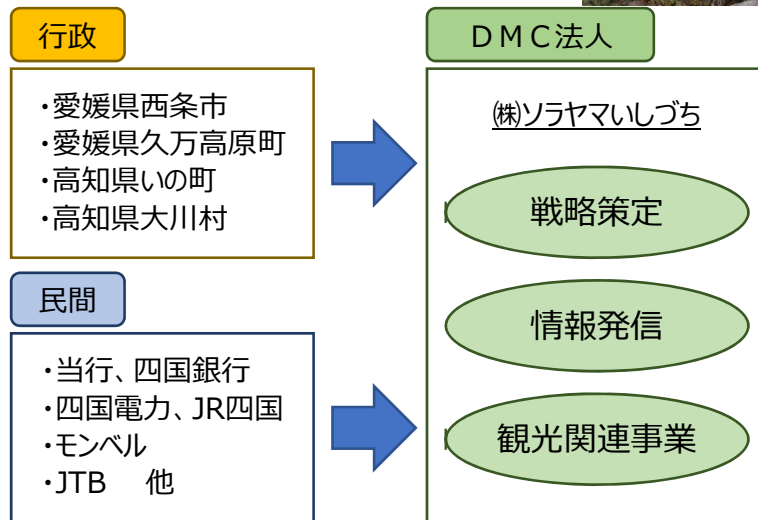 行政
・愛媛県西条市
・愛媛県久万高原町
・高知県いの町
・高知県大川村
民間
・当行、四国銀行
・四国電力、JR四国
・モンベル
・JTB　他
ＤＭＣ法人
㈱ソラヤマいしづち
戦略策定
情報発信
観光関連事業